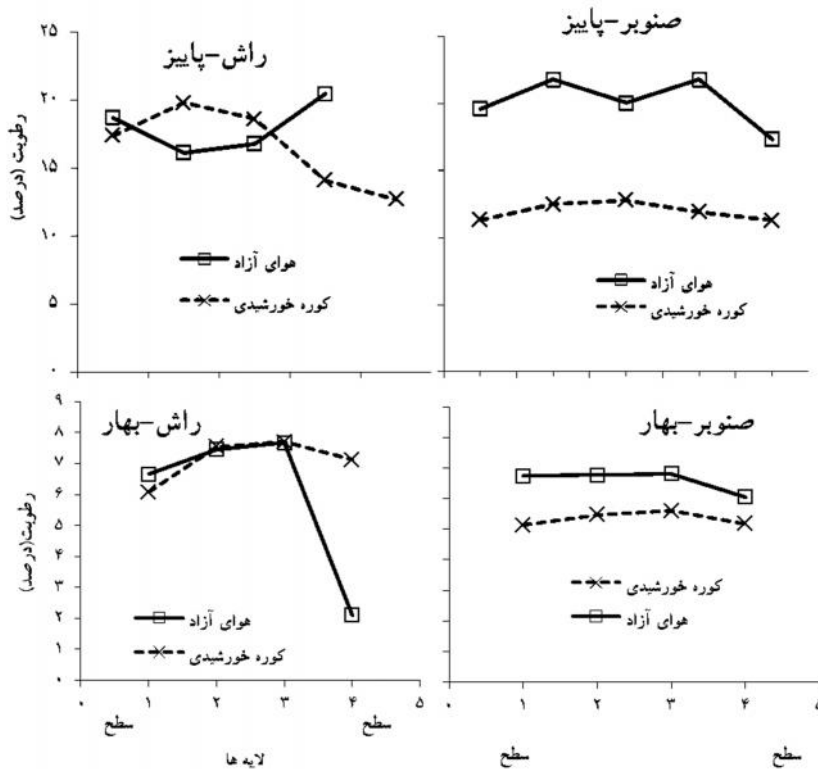 راش-پاییز
رطوبت (درصد)
۲۵
۲۰
۱۵
۱۰
۵
۰
هوای آزاد
کوره خورشیدی
صنوبر-پاییز
هوای آزاد
کوره خورشیدی
راش-بهار
رطوبت(درصد)
۹
۸
۷
۶
۵
۴
۳
۲
۱
۰
هوای آزاد
کوره خورشیدی
۰ ۱ ۲ ۳ ۴ ۵
سطح سطح
لایه ها
صنوبر-بهار
کوره خورشیدی
هوای آزاد
۰ ۱ ۲ ۳ ۴ ۵
سطح سطح